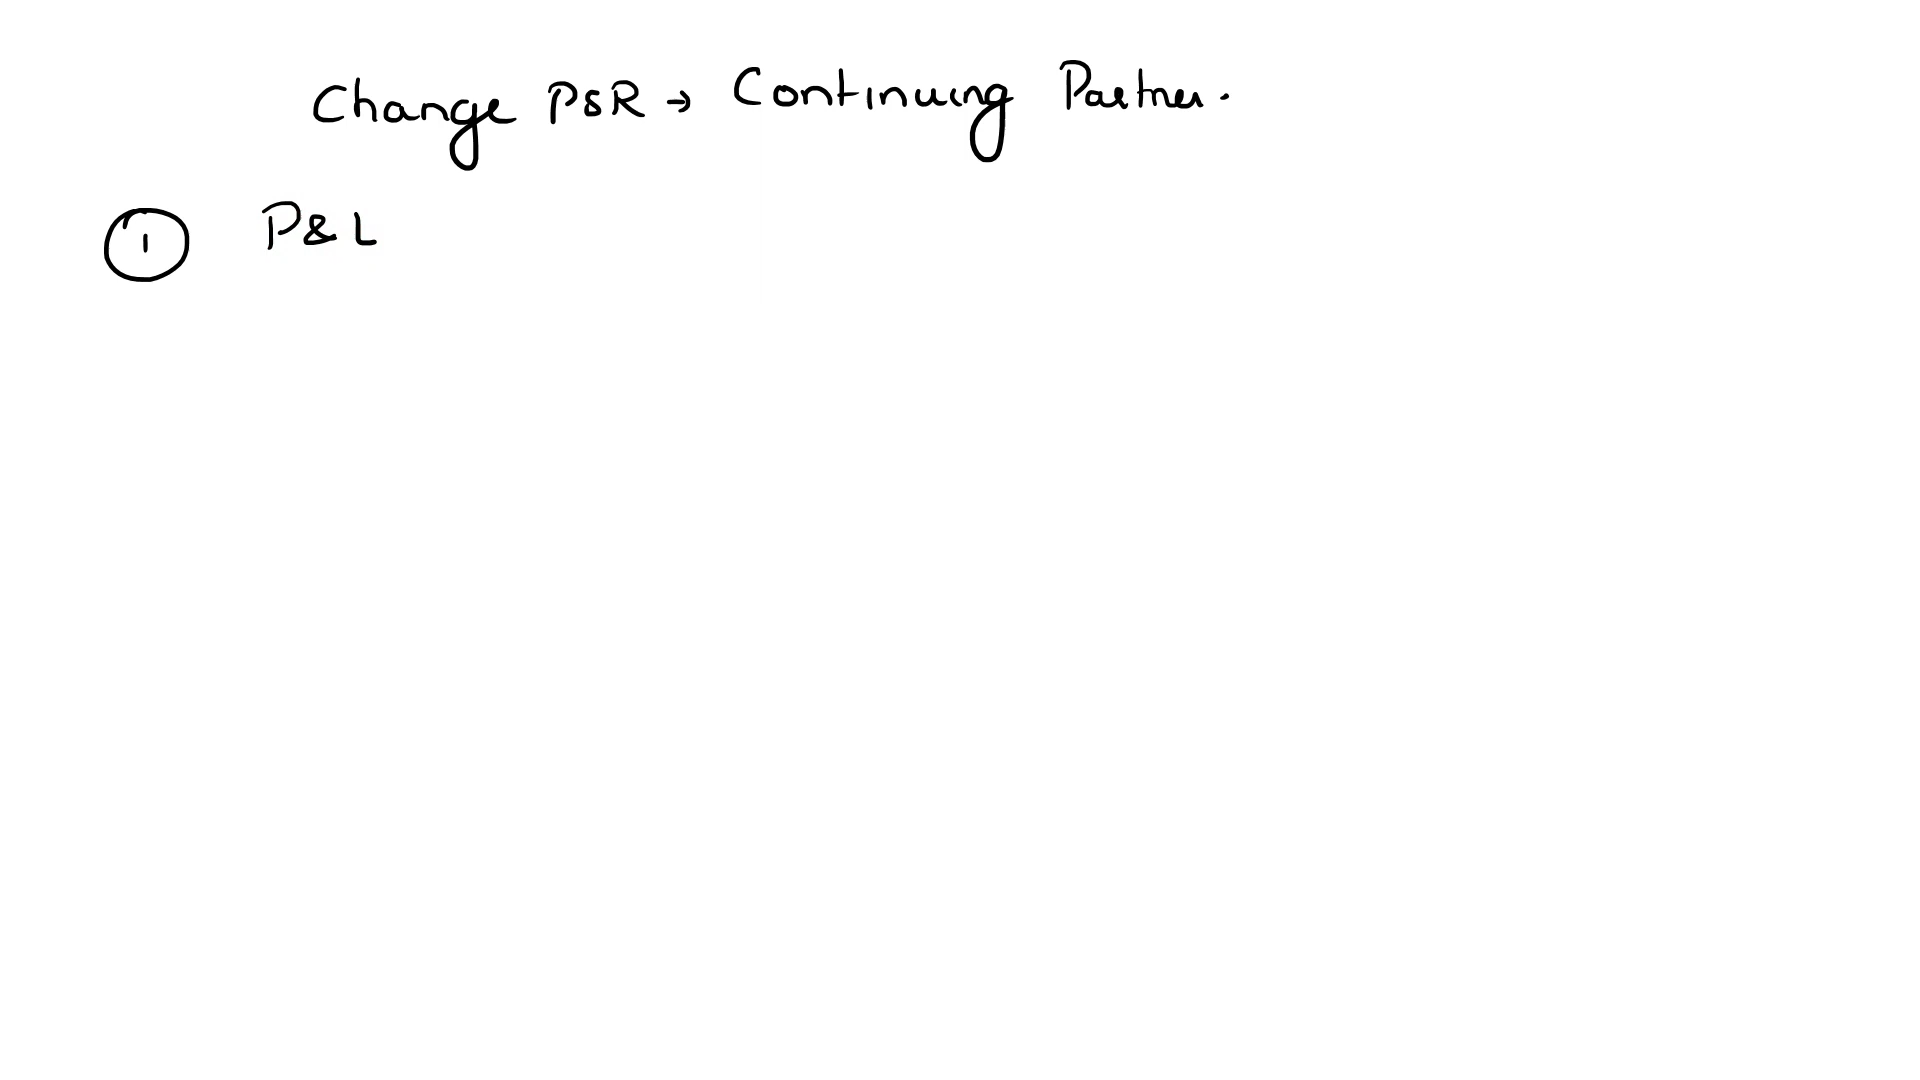 Change PSR → Continuing Partner.
1 P&L